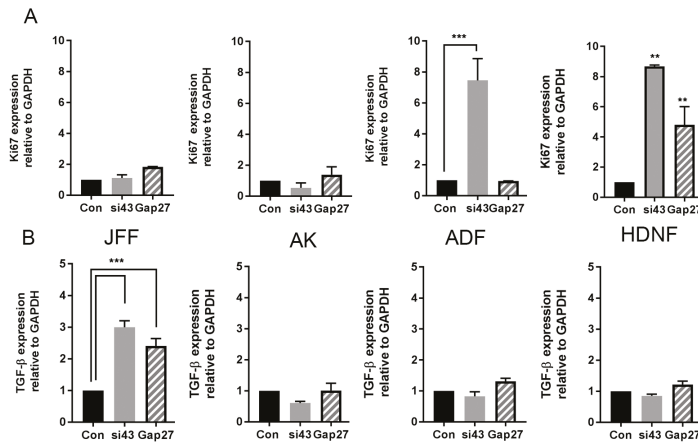 A
Ki67 expression
relative to GAPDH
10
8
6
4
2
0
Con si43 Gap27
Ki67 expression
relative to GAPDH
10
8
6
4
2
0
Con si43 Gap27
Ki67 expression
relative to GAPDH
10
8
6
4
2
0
***
Con si43 Gap27
Ki67 expression
relative to GAPDH
10
8
6
4
2
0
**
**
Con si43 Gap27
B
JFF
AK
ADF
HDNF
TGF-β expression
relative to GAPDH
5
4
3
2
1
0
***
Con si43 Gap27
TGF-β expression
relative to GAPDH
5
4
3
2
1
0
Con si43 Gap27
TGF-β expression
relative to GAPDH
5
4
3
2
1
0
Con si43 Gap27
TGF-β expression
relative to GAPDH
5
4
3
2
1
0
Con si43 Gap27